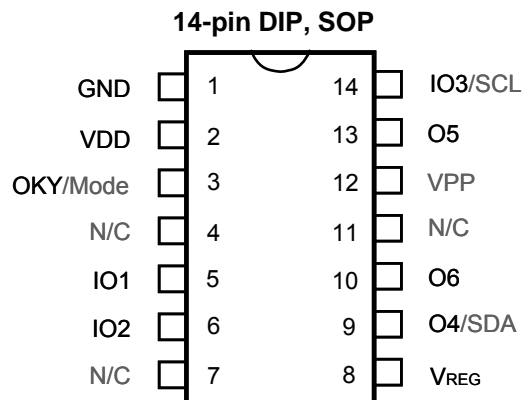 14-pin DIP, SOP
GND 1 14 IO3/SCL
VDD 2 13 O5
OKY/Mode 3 12 VPP
N/C 4 11 N/C
IO1 5 10 O6
IO2 6 9 O4/SDA
N/C 7 8 VREG